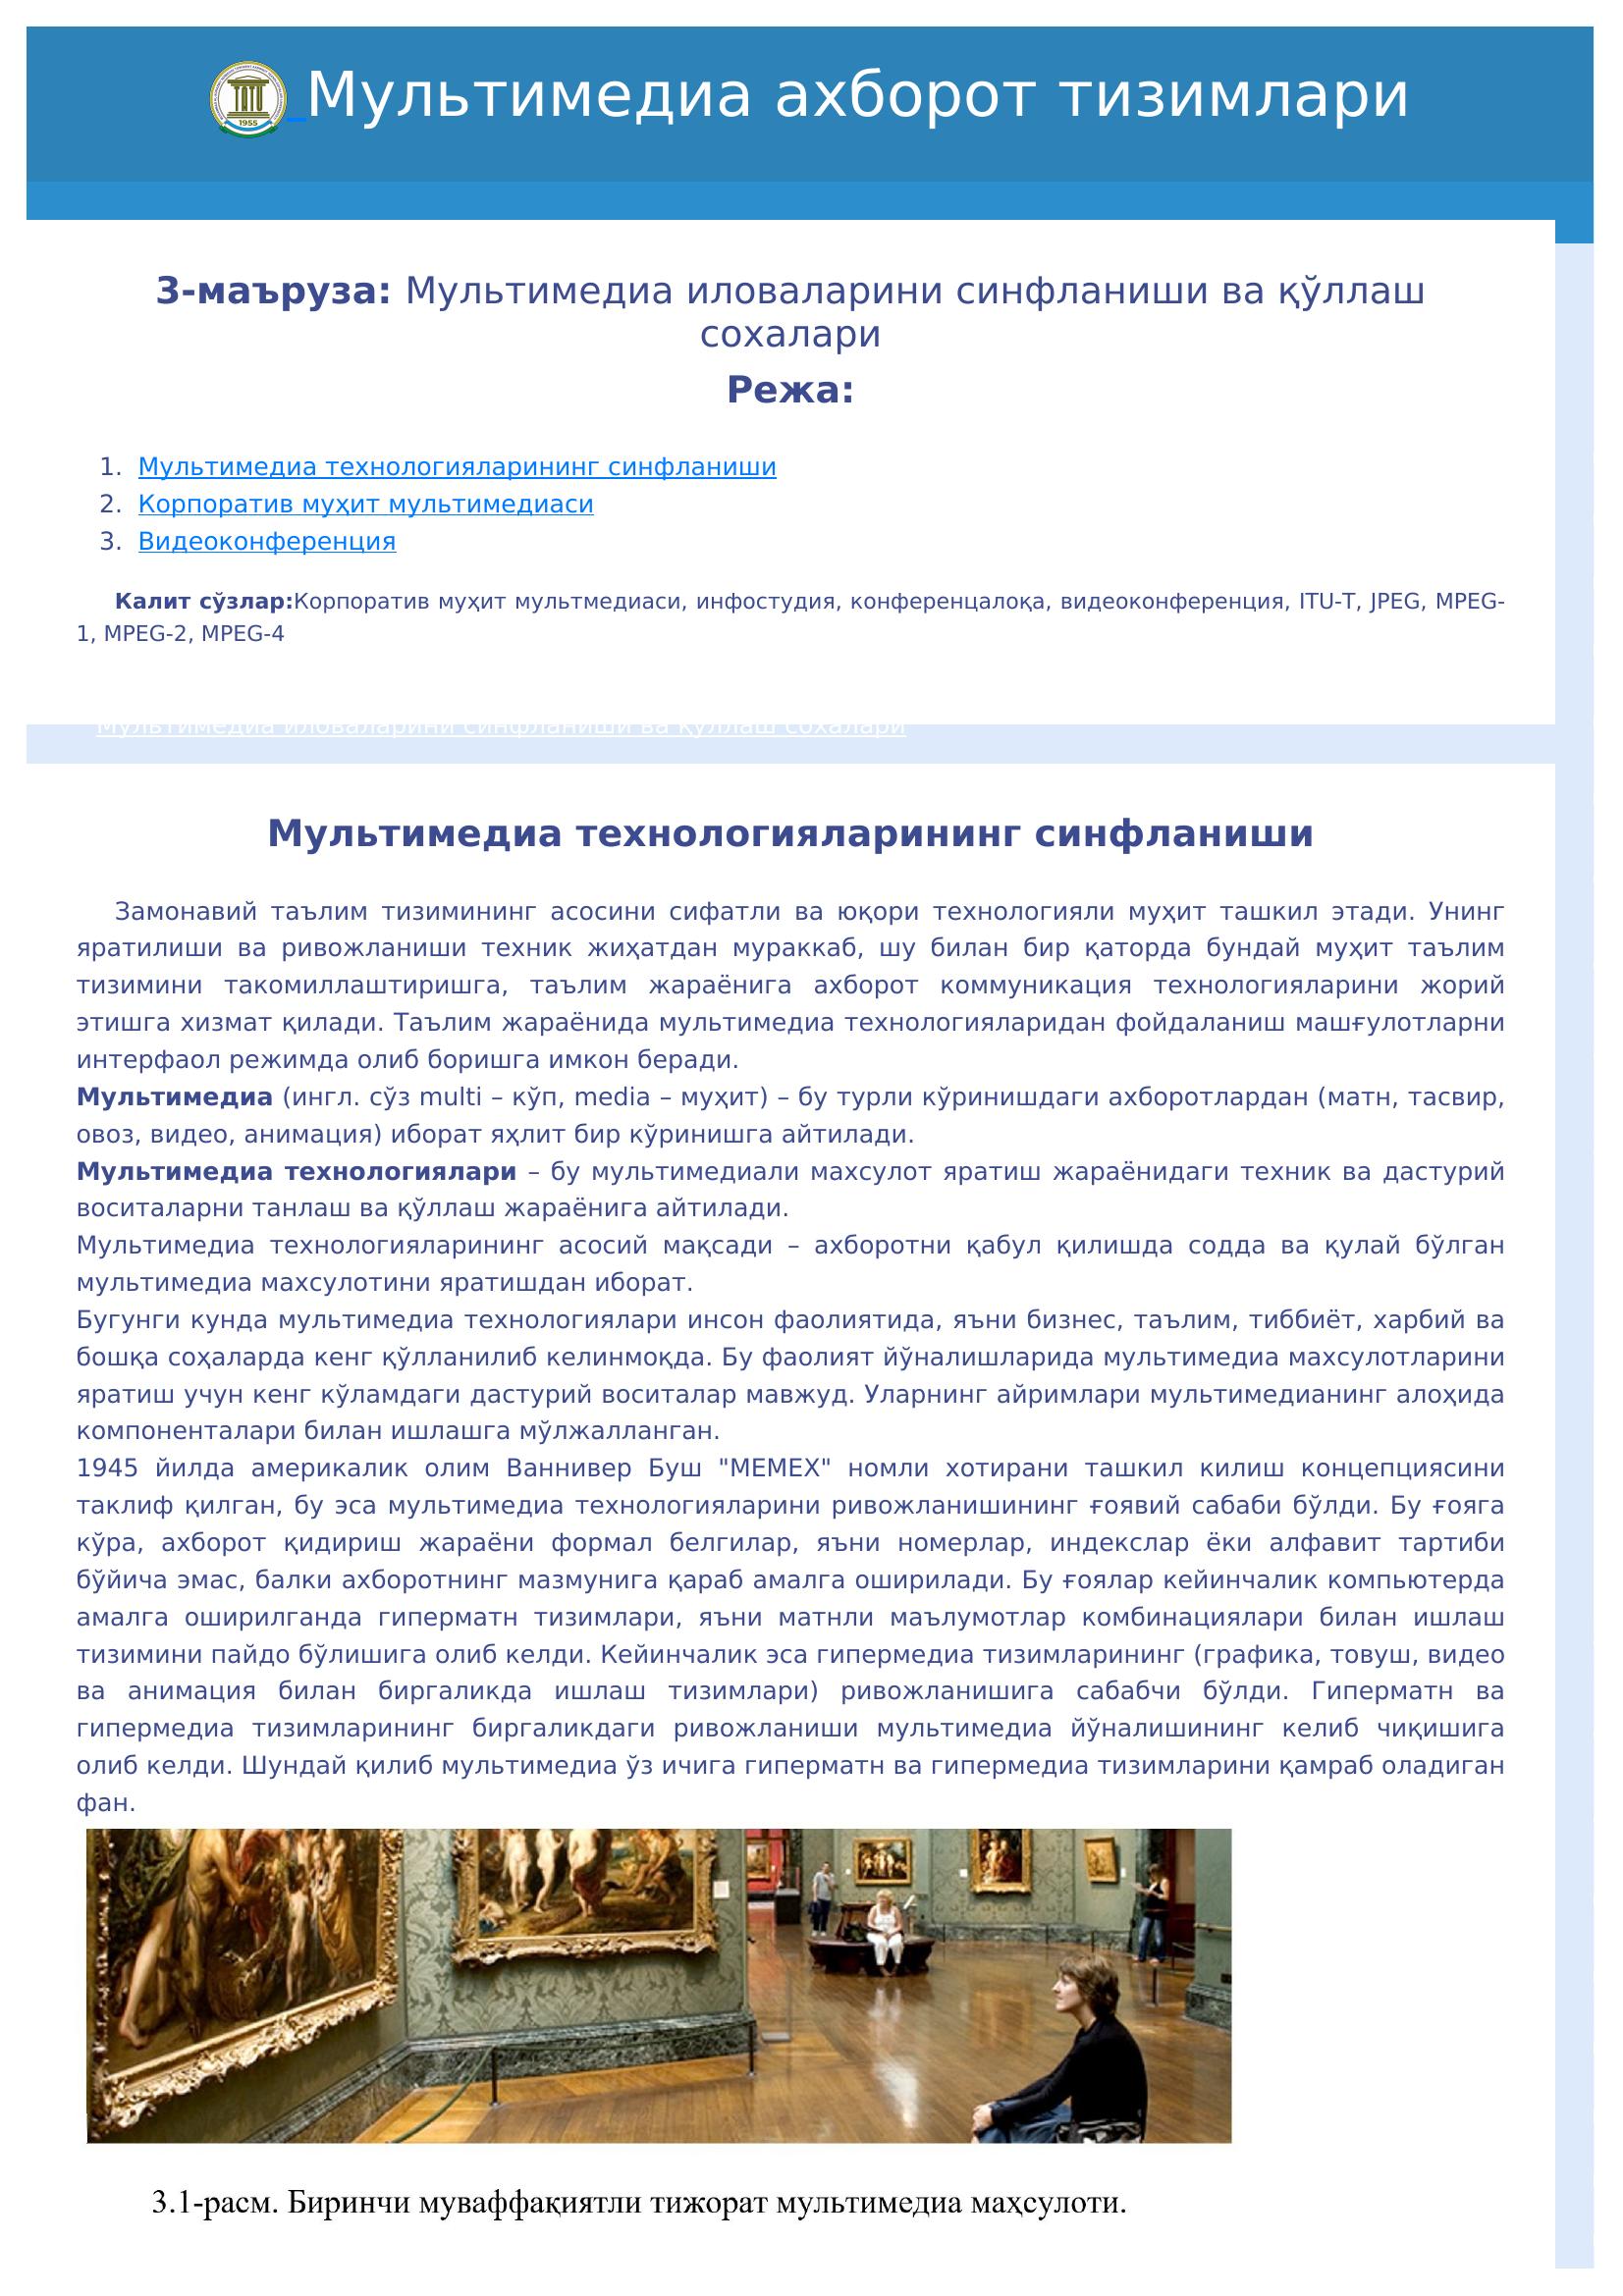 1955
Мультимедиа ахборот тизимлари
3-маъруза: Мультимедиа иловаларини синфланиши ва қўллаш
сохалари
Режа:
1. Мультимедиа технологияларининг синфланиши
2. Корпоратив муҳит мультимедиаси
3. Видеоконференция
Калит сўзлар:Корпоратив муҳит мультмедиаси, инфостудия, конференцалоқа, видеоконференция, ITU-T, JPEG, MPEG-
1, MPEG-2, MPEG-4
Мультимедиа иловаларини синфланиши ва қўллаш сохалари
Мультимедиа технологияларининг синфланиши
Замонавий таълим тизимининг асосини сифатли ва юқори технологияли муҳит ташкил этади. Унинг
яратилиши ва ривожланиши техник жиҳатдан мураккаб, шу билан бир қаторда бундай муҳит таълим
тизимини такомиллаштиришга, таълим жараёнига ахборот коммуникация технологияларини жорий
этишга хизмат қилади. Таълим жараёнида мультимедиа технологияларидан фойдаланиш машғулотларни
интерфаол режимда олиб боришга имкон беради.
Мультимедиа (ингл. сўз multi – кўп, media – муҳит) – бу турли кўринишдаги ахборотлардан (матн, тасвир,
овоз, видео, анимация) иборат яҳлит бир кўринишга айтилади.
Мультимедиа технологиялари – бу мультимедиали махсулот яратиш жараёнидаги техник ва дастурий
воситаларни танлаш ва қўллаш жараёнига айтилади.
Мультимедиа технологияларининг асосий мақсади – ахборотни қабул қилишда содда ва қулай бўлган
мультимедиа махсулотини яратишдан иборат.
Бугунги кунда мультимедиа технологиялари инсон фаолиятида, яъни бизнес, таълим, тиббиёт, харбий ва
бошқа соҳаларда кенг қўлланилиб келинмоқда. Бу фаолият йўналишларида мультимедиа махсулотларини
яратиш учун кенг кўламдаги дастурий воситалар мавжуд. Уларнинг айримлари мультимедианинг алоҳида
компоненталари билан ишлашга мўлжалланган.
1945 йилда америкалик олим Ваннивер Буш "MEMEX" номли хотирани ташкил килиш концепциясини
таклиф қилган, бу эса мультимедиа технологияларини ривожланишининг ғоявий сабаби бўлди. Бу ғояга
кўра, ахборот қидириш жараёни формал белгилар, яъни номерлар, индекслар ёки алфавит тартиби
бўйича эмас, балки ахборотнинг мазмунига қараб амалга оширилади. Бу ғоялар кейинчалик компьютерда
амалга оширилганда гиперматн тизимлари, яъни матнли маълумотлар комбинациялари билан ишлаш
тизимини пайдо бўлишига олиб келди. Кейинчалик эса гипермедиа тизимларининг (графика, товуш, видео
ва анимация билан биргаликда ишлаш тизимлари) ривожланишига сабабчи бўлди. Гиперматн ва
гипермедиа тизимларининг биргаликдаги ривожланиши мультимедиа йўналишининг келиб чиқишига
олиб келди. Шундай қилиб мультимедиа ўз ичига гиперматн ва гипермедиа тизимларини қамраб оладиган
фан.
3.1-расм. Биринчи муваффақиятли тижорат мультимедиа маҳсулоти.